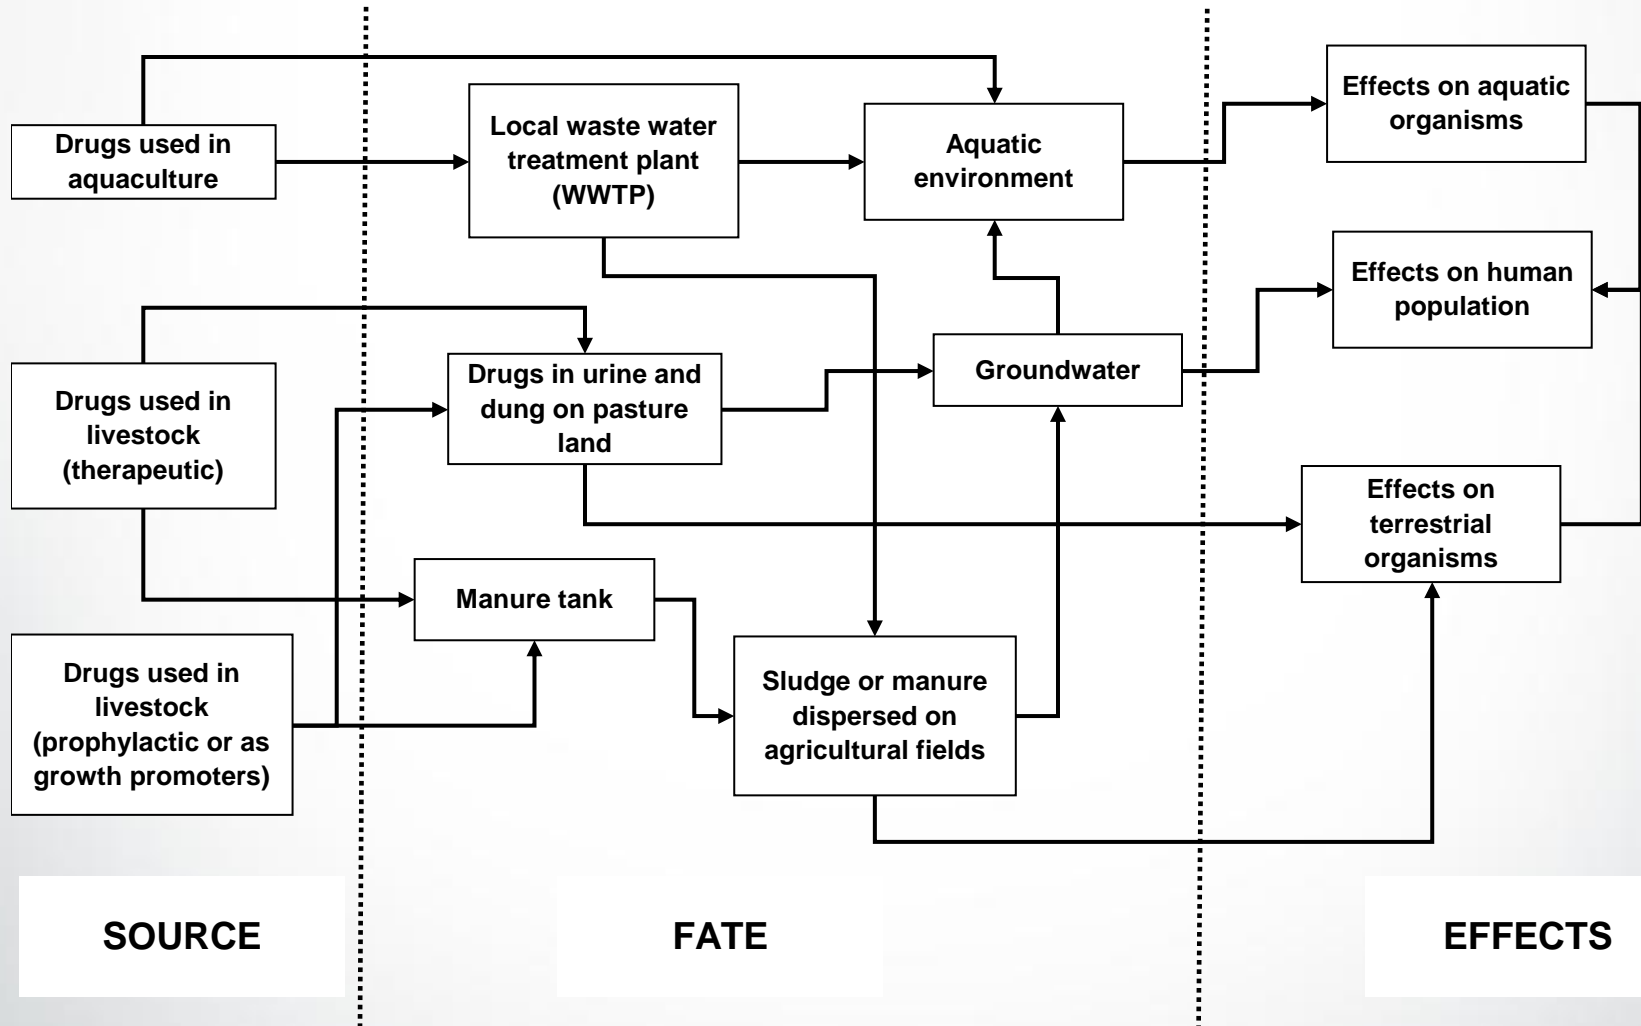 Drugs used in
aquaculture
Local waste water
treatment plant
(WWTP)
Aquatic
environment
Effects on aquatic
organisms
Effects on human
population
Drugs used in
livestock
(therapeutic)
Drugs in urine and
dung on pasture
land
Groundwater
Effects on
terrestrial
organisms
Manure tank
Drugs used in
livestock
(prophylactic or as
growth promoters)
Sludge or manure
dispersed on
agricultural fields
SOURCE
FATE
EFFECTS